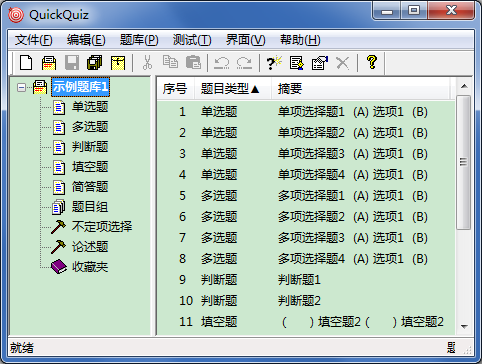 QuickQuiz
文件(F) 编辑(E) 题库(P) 测试(T) 界面(V) 帮助(H)
示例题库1
单选题
多选题
判断题
填空题
简答题
题目组
不定项选择
论述题
收藏夹
序号 题目类型▲ 摘要
1 单选题 单项选择题1 (A) 选项1 (B)
2 单选题 单项选择题2 (A) 选项1 (B)
3 单选题 单项选择题3 (A) 选项1 (B)
4 单选题 单项选择题4 (A) 选项1 (B)
5 多选题 多项选择题1 (A) 选项1 (B)
6 多选题 多项选择题2 (A) 选项1 (B)
7 多选题 多项选择题3 (A) 选项1 (B)
8 多选题 多项选择题4 (A) 选项1 (B)
9 判断题 判断题1
10 判断题 判断题2
11 填空题 (  ) 填空题2 (  ) 填空题2
就绪